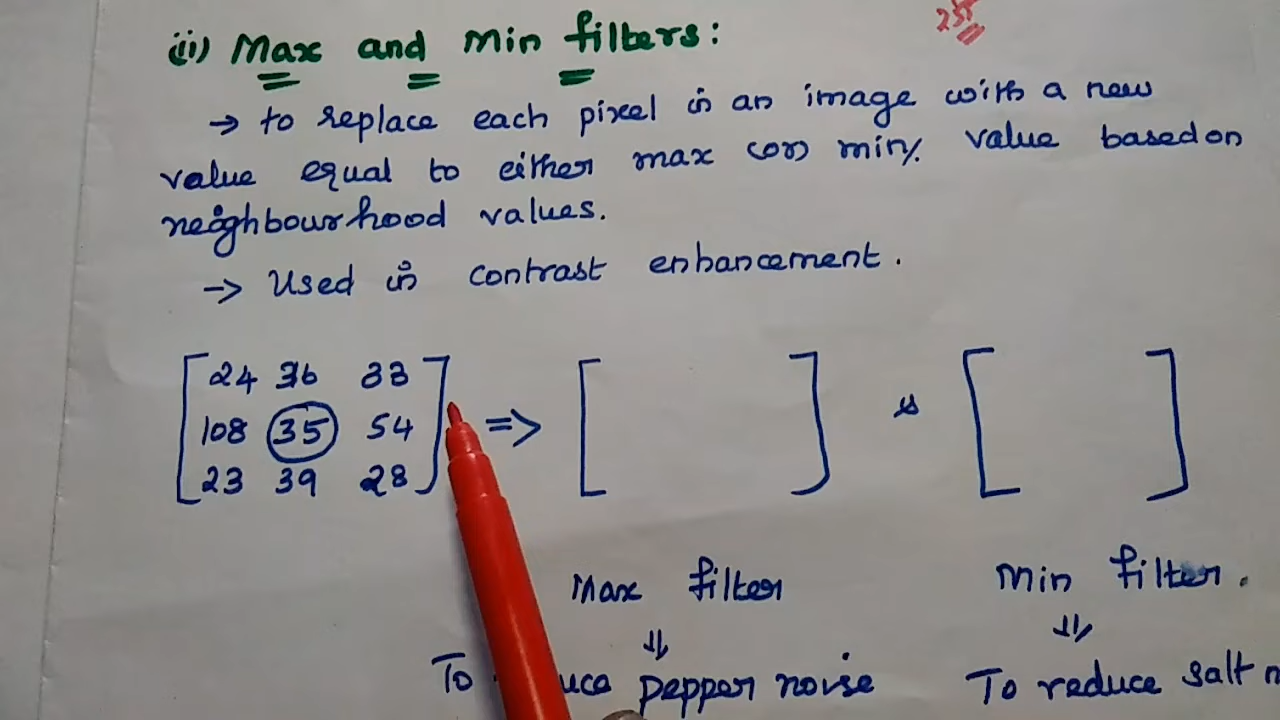 255
(ii) Max and Min filters:
→ to replace each pixel in an image with a new
value equal to either max (or) min. value based on
neighbourhood values.
→ Used in contrast enhancement.
[24 36 33
108 35 54
23 39 28] => [ ] & [ ]
Max filter Min filter.
⇓ ⇓
To pepper noise To reduce salt